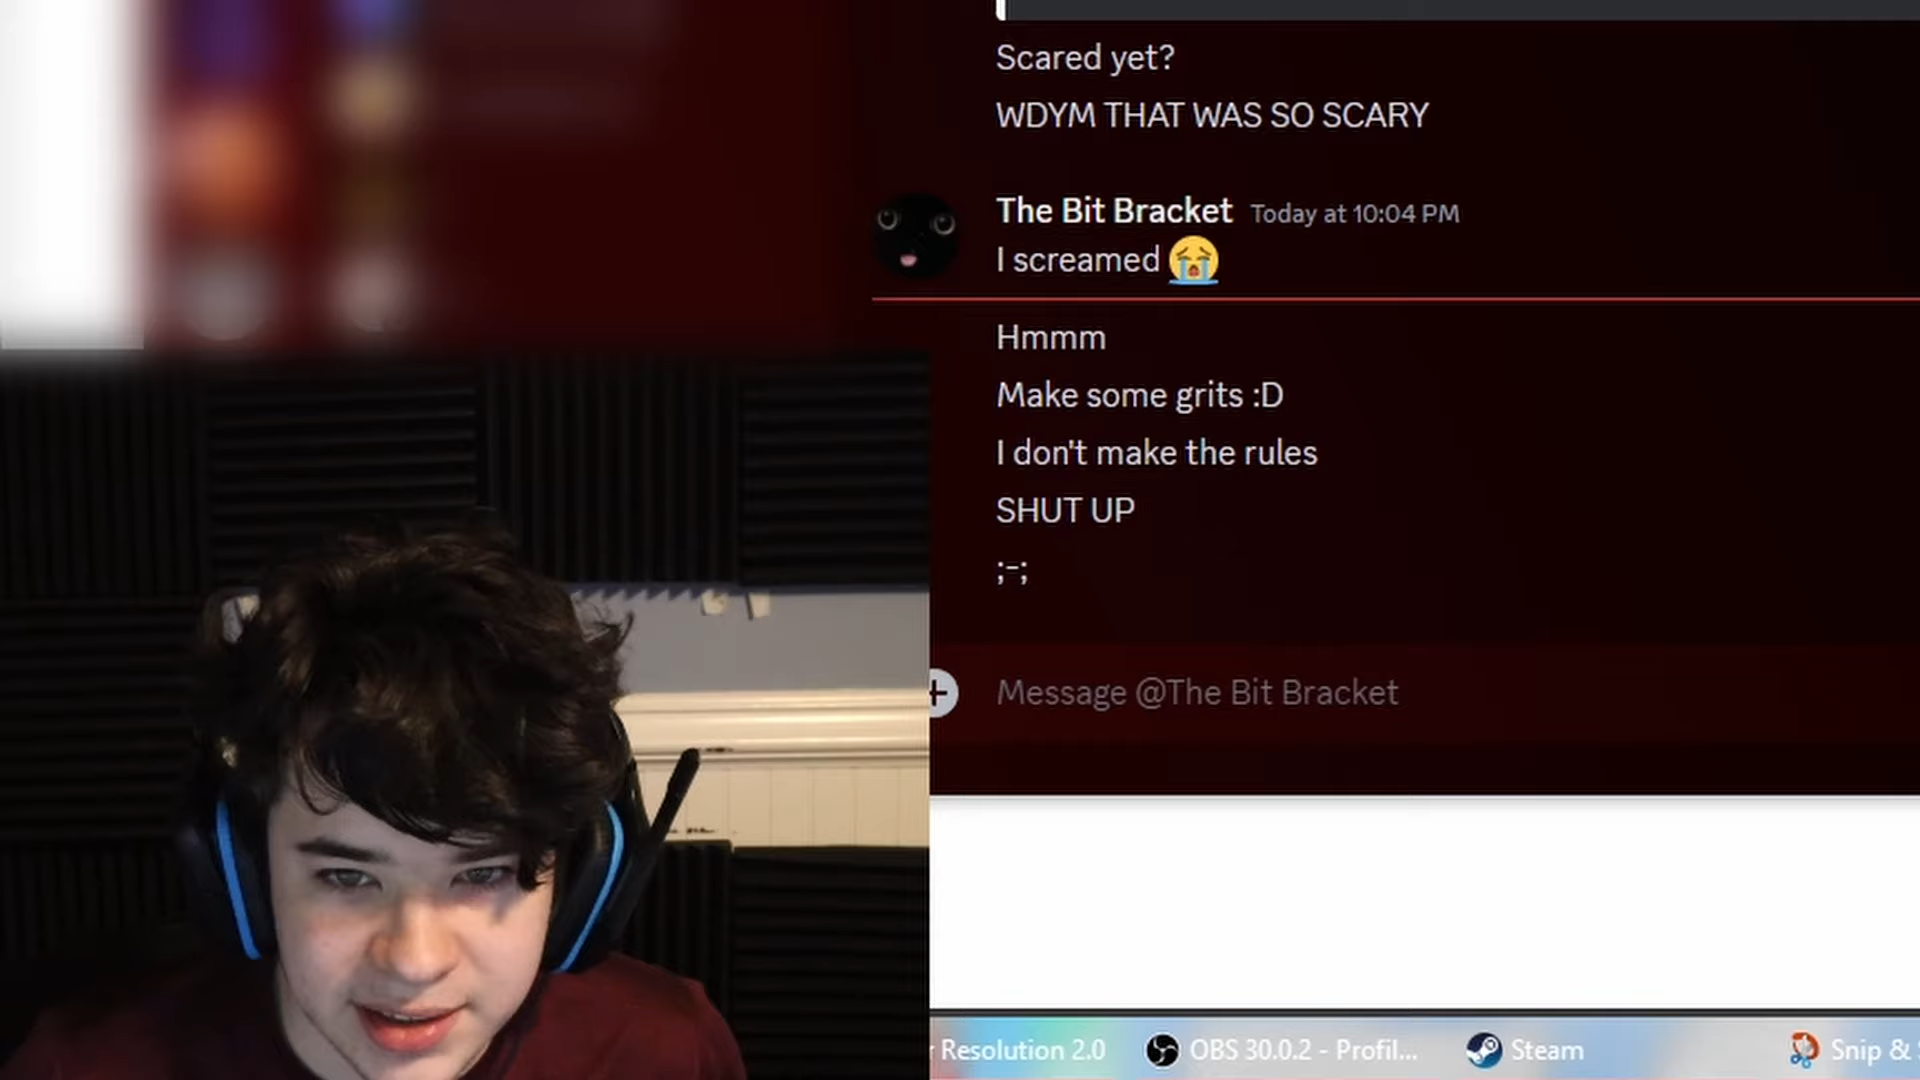 Scared yet?
WDYM THAT WAS SO SCARY
The Bit Bracket Today at 10:04 PM
I screamed 😭
Hmmm
Make some grits :D
I don't make the rules
SHUT UP
;-;
Message @The Bit Bracket
r Resolution 2.0
OBS 30.0.2 - Profil...
Steam
Snip &